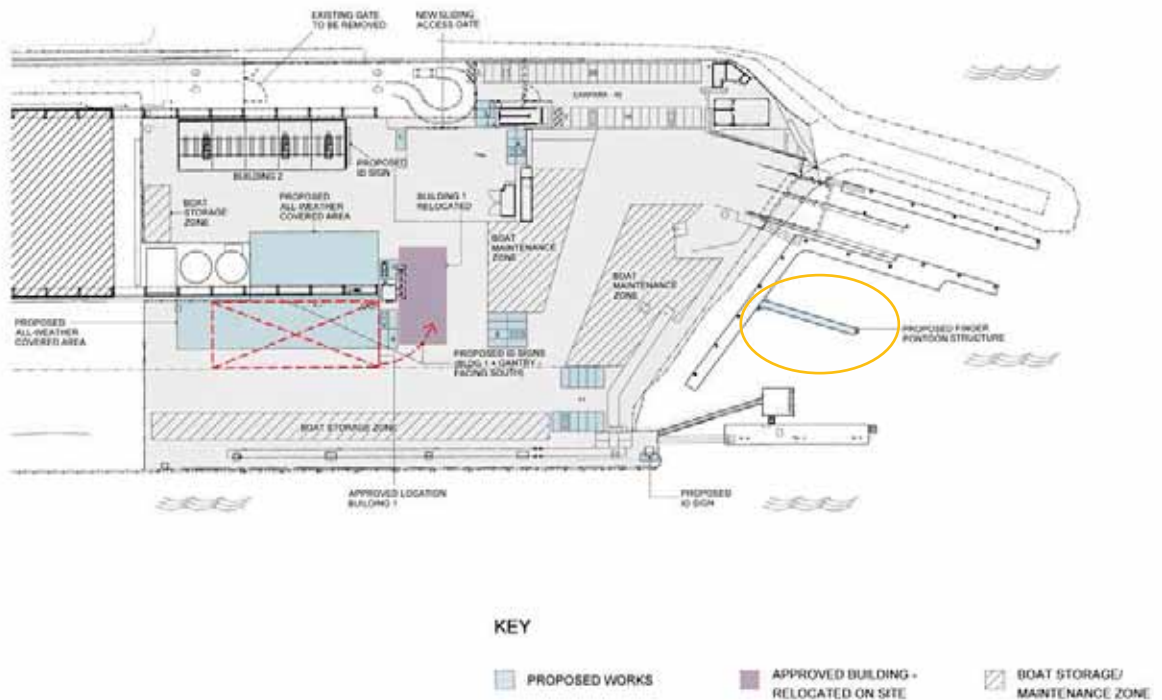 EXISTING GATE
TO BE REMOVED
NEW SLIDING
ACCESS GATE
CARPARK -
BUILDING 2
PROPOSED
ID SIGN
BOAT
STORAGE
ZONE
PROPOSED
ALL-WEATHER
COVERED AREA
BUILDING 1
RELOCATED
BOAT
MAINTENANCE
ZONE
BOAT
MAINTENANCE
ZONE
PROPOSED
ALL-WEATHER
COVERED AREA
PROPOSED ID SIGNS
(BLDG 1 + GANTRY -
FACING SOUTH)
PROPOSED FINGER
PONTOON STRUCTURE
BOAT STORAGE ZONE
APPROVED LOCATION
BUILDING 1
PROPOSED
ID SIGN
KEY
PROPOSED WORKS
APPROVED BUILDING -
RELOCATED ON SITE
BOAT STORAGE/
MAINTENANCE ZONE